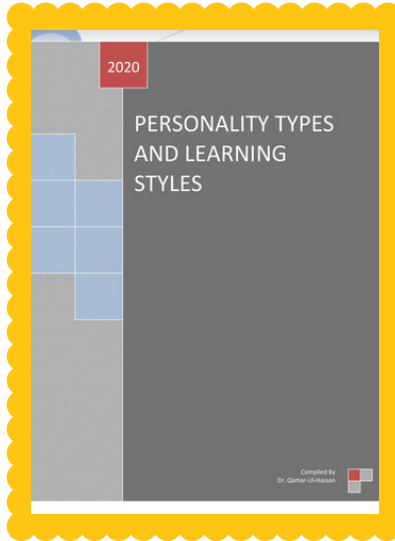 2020
PERSONALITY TYPES
AND LEARNING
STYLES
Compiled By
Dr. Qamar-Ul-Hassan